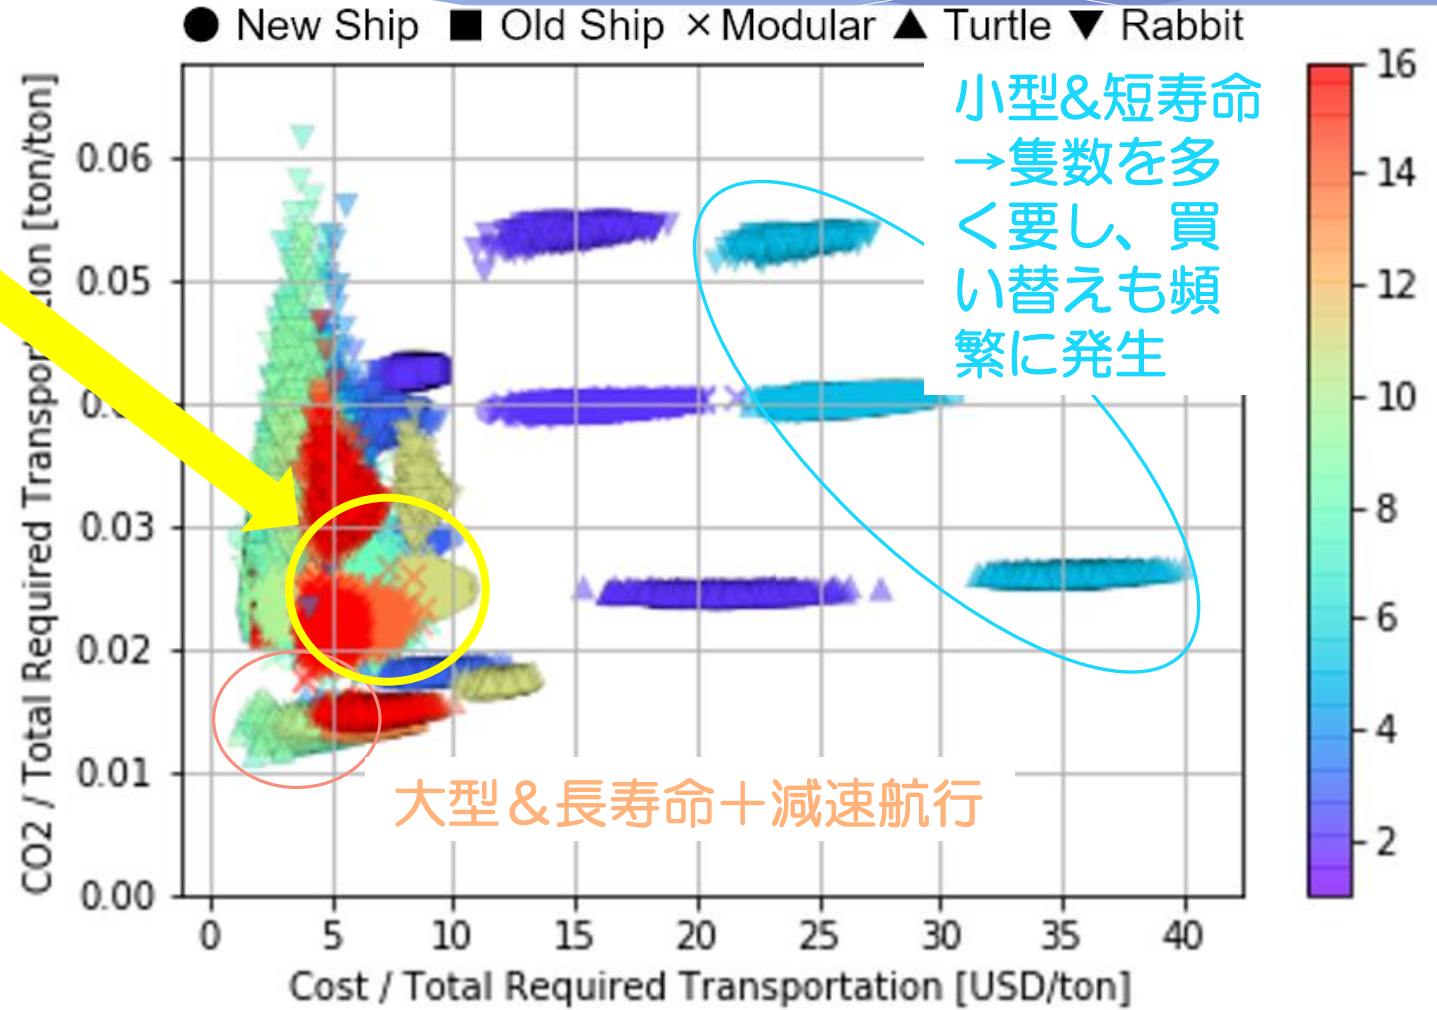 ● New Ship ■ Old Ship × Modular ▲ Turtle ▼ Rabbit
小型&短寿命
→隻数を多
く要し、買
い替えも頻
繁に発生
大型＆長寿命＋減速航行
CO2 / Total Required Transportation [ton/ton]
0.06
0.05
0.03
0.02
0.01
0.00
0 5 10 15 20 25 30 35 40
Cost / Total Required Transportation [USD/ton]
16
14
12
10
8
6
4
2